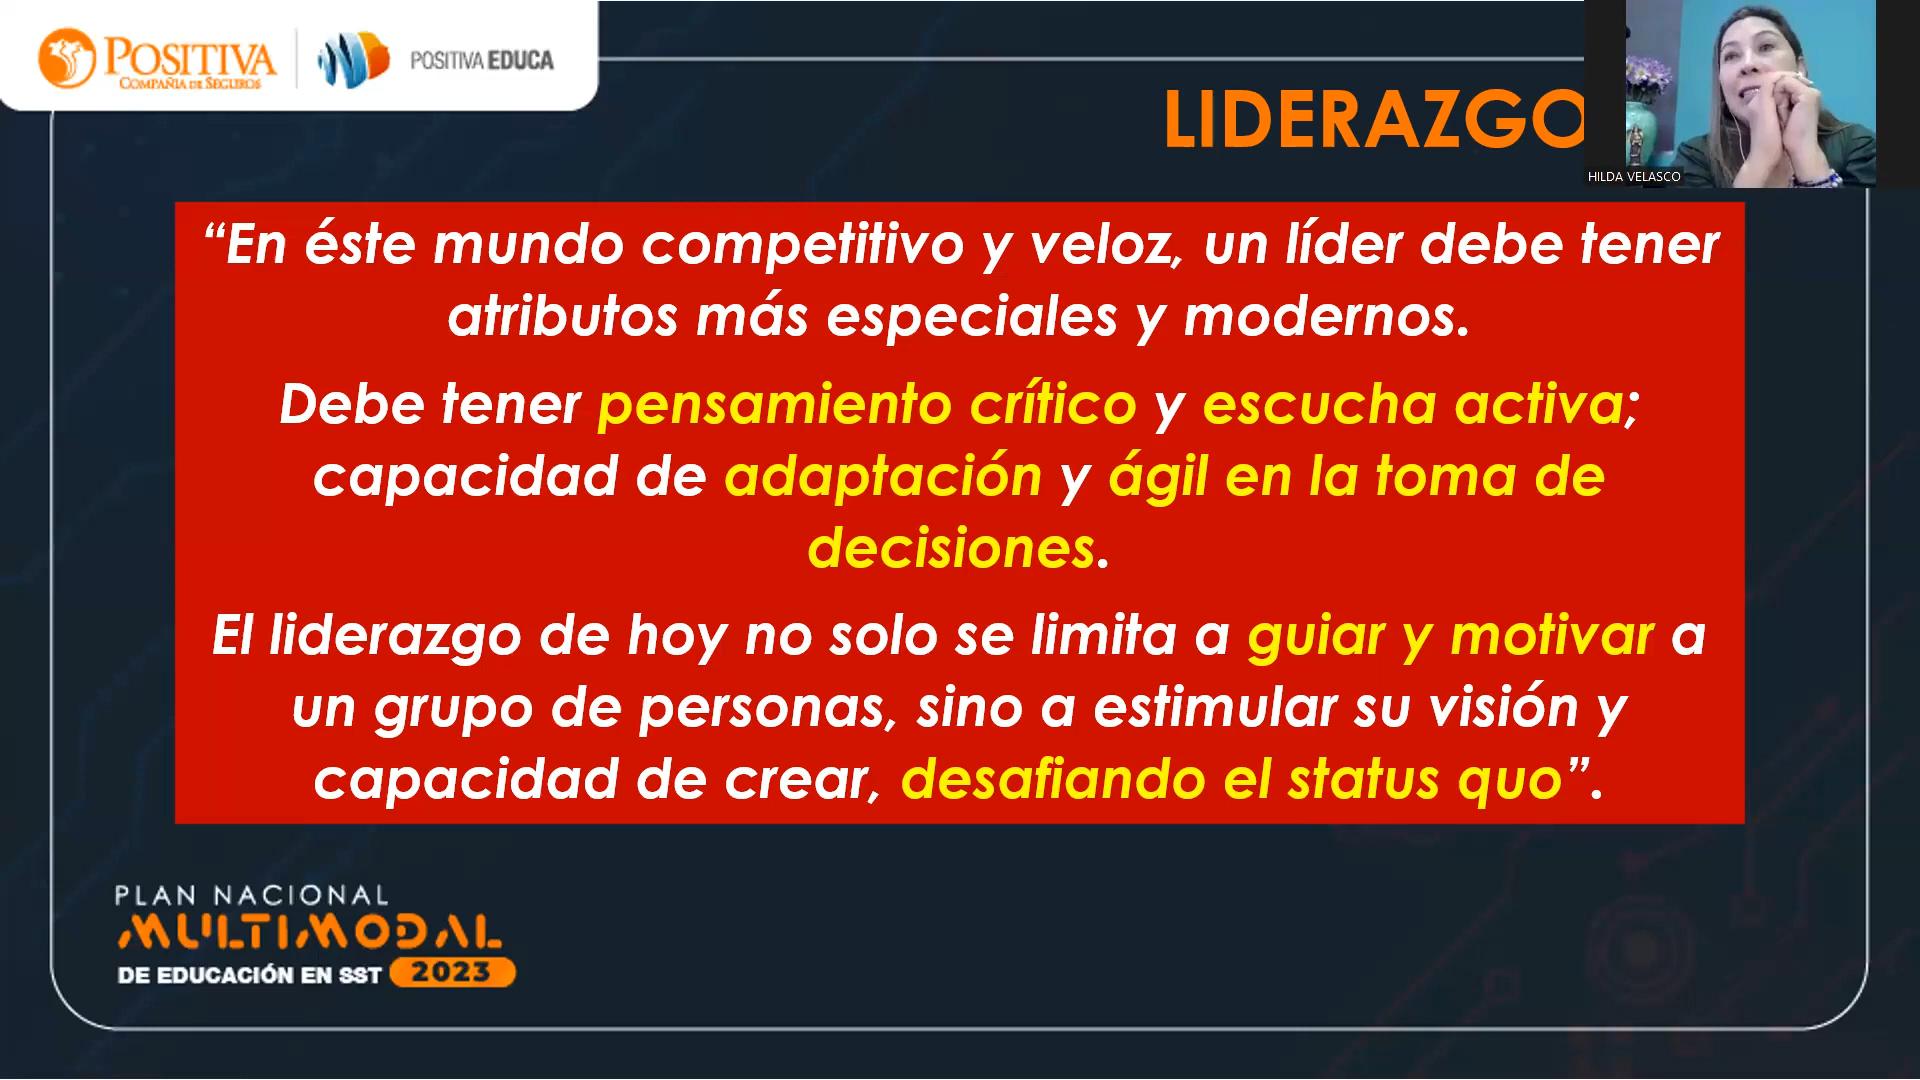 POSITIVA
COMPAÑIA DE SEGUROS
POSITIVA EDUCA
LIDERAZGO
HILDA VELASCO
“En éste mundo competitivo y veloz, un líder debe tener
atributos más especiales y modernos.
Debe tener pensamiento crítico y escucha activa;
capacidad de adaptación y ágil en la toma de
decisiones.
El liderazgo de hoy no solo se limita a guiar y motivar a
un grupo de personas, sino a estimular su visión y
capacidad de crear, desafiando el status quo”.
PLAN NACIONAL
MULTIMODAL
DE EDUCACIÓN EN SST 2023